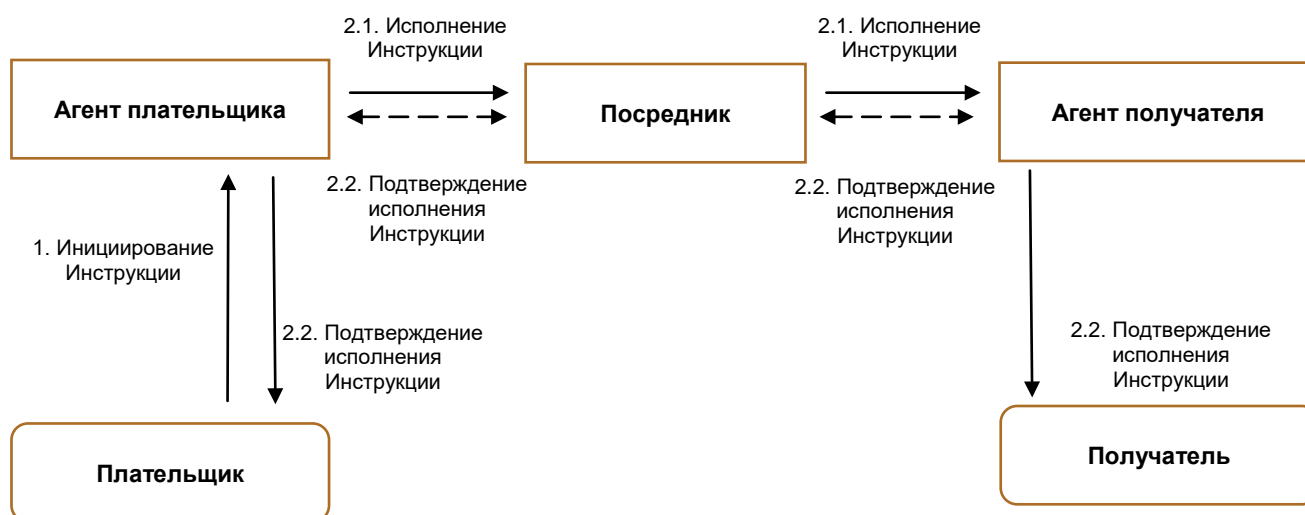 2.1. Исполнение
Инструкции
2.1. Исполнение
Инструкции
Агент плательщика
Посредник
Агент получателя
2.2. Подтверждение
исполнения
Инструкции
2.2. Подтверждение
исполнения
Инструкции
1. Инициирование
Инструкции
2.2. Подтверждение
исполнения
Инструкции
2.2. Подтверждение
исполнения
Инструкции
Плательщик
Получатель